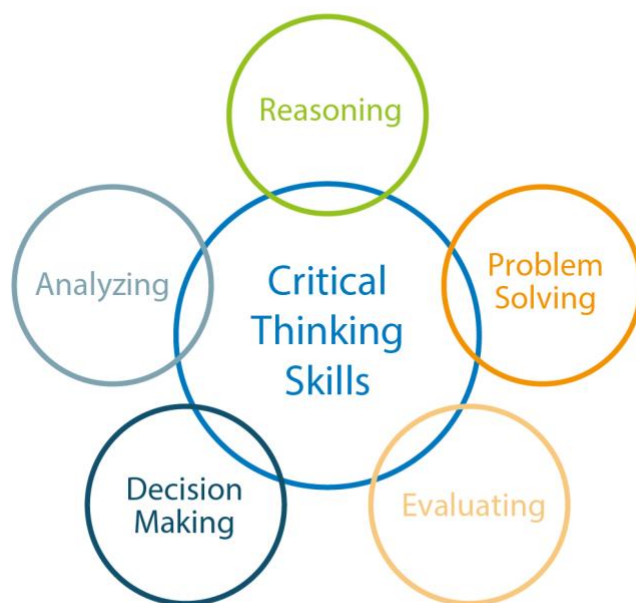 Reasoning
Analyzing
Critical
Thinking
Skills
Problem
Solving
Decision
Making
Evaluating